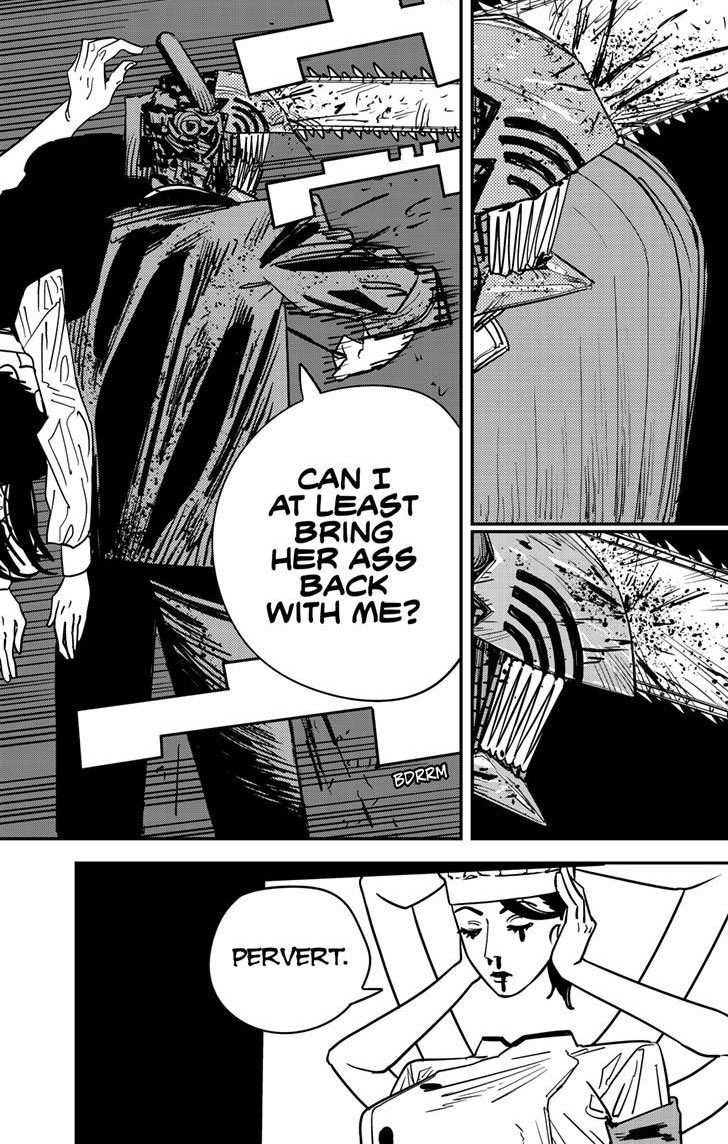 CAN I
AT LEAST
BRING
HER ASS
BACK
WITH ME?
BDRRM
PERVERT.